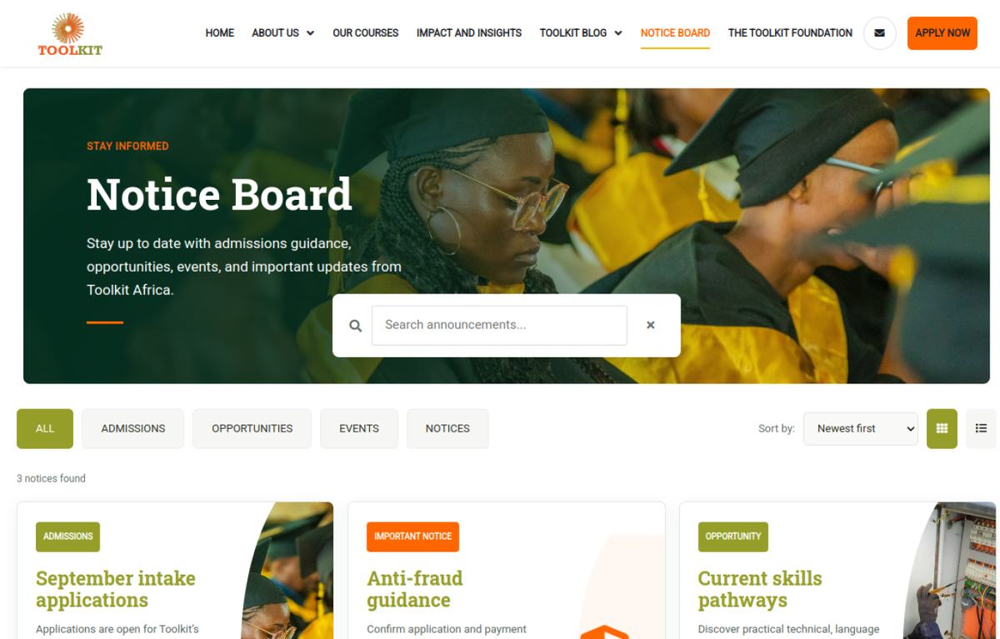 TOOLKIT
HOME
ABOUT US
OUR COURSES
IMPACT AND INSIGHTS
TOOLKIT BLOG
NOTICE BOARD
THE TOOLKIT FOUNDATION
APPLY NOW
STAY INFORMED
Notice Board
Stay up to date with admissions guidance,
opportunities, events, and important updates from
Toolkit Africa.
Search announcements...
ALL
ADMISSIONS
OPPORTUNITIES
EVENTS
NOTICES
Sort by:
Newest first
3 notices found
ADMISSIONS
September intake
applications
Applications are open for Toolkit's
IMPORTANT NOTICE
Anti-fraud
guidance
Confirm application and payment
OPPORTUNITY
Current skills
pathways
Discover practical technical, language